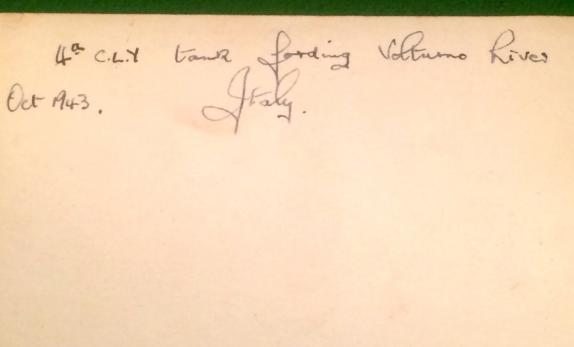 4th C.L.Y tank fording Volturno River
Oct 1943. Italy.